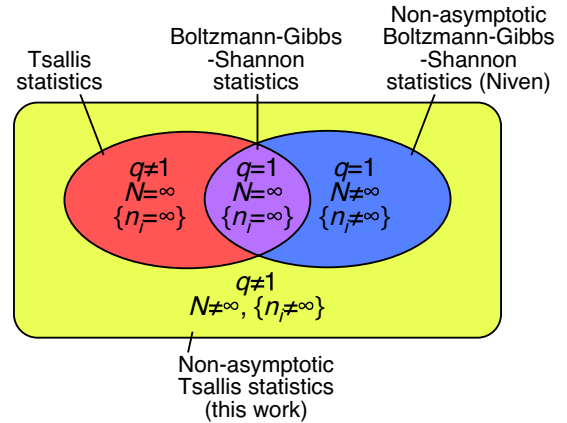 Tsallis
statistics
Boltzmann-Gibbs
-Shannon
statistics
Non-asymptotic
Boltzmann-Gibbs
-Shannon
statistics (Niven)
q≠1
N=∞
{nᵢ=∞}
q=1
N=∞
{nᵢ=∞}
q=1
N≠∞
{nᵢ≠∞}
q≠1
N≠∞, {nᵢ≠∞}
Non-asymptotic
Tsallis statistics
(this work)